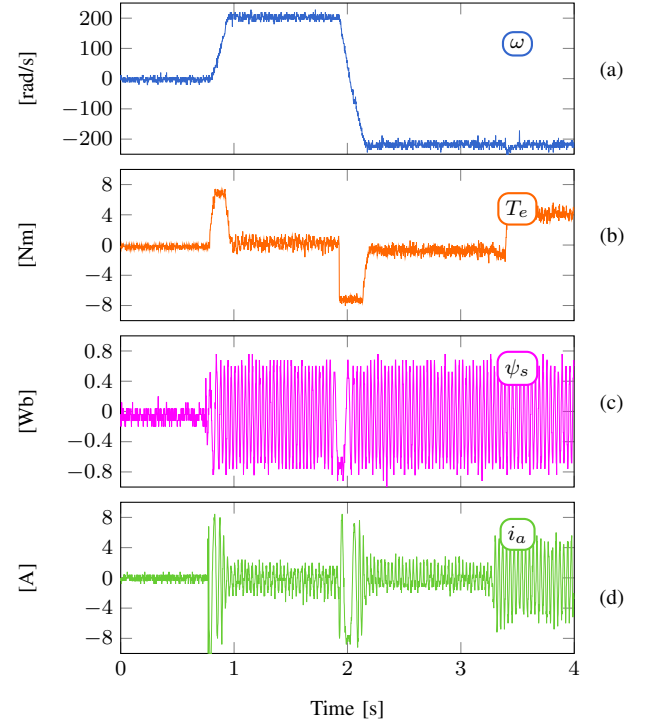 200
100
0
−100
−200
[rad/s]
ω
(a)
8
4
0
−4
−8
[Nm]
T_e
(b)
0.8
0.4
0
−0.4
−0.8
[Wb]
ψ_s
(c)
8
4
0
−4
−8
[A]
i_a
(d)
0 1 2 3 4
Time [s]